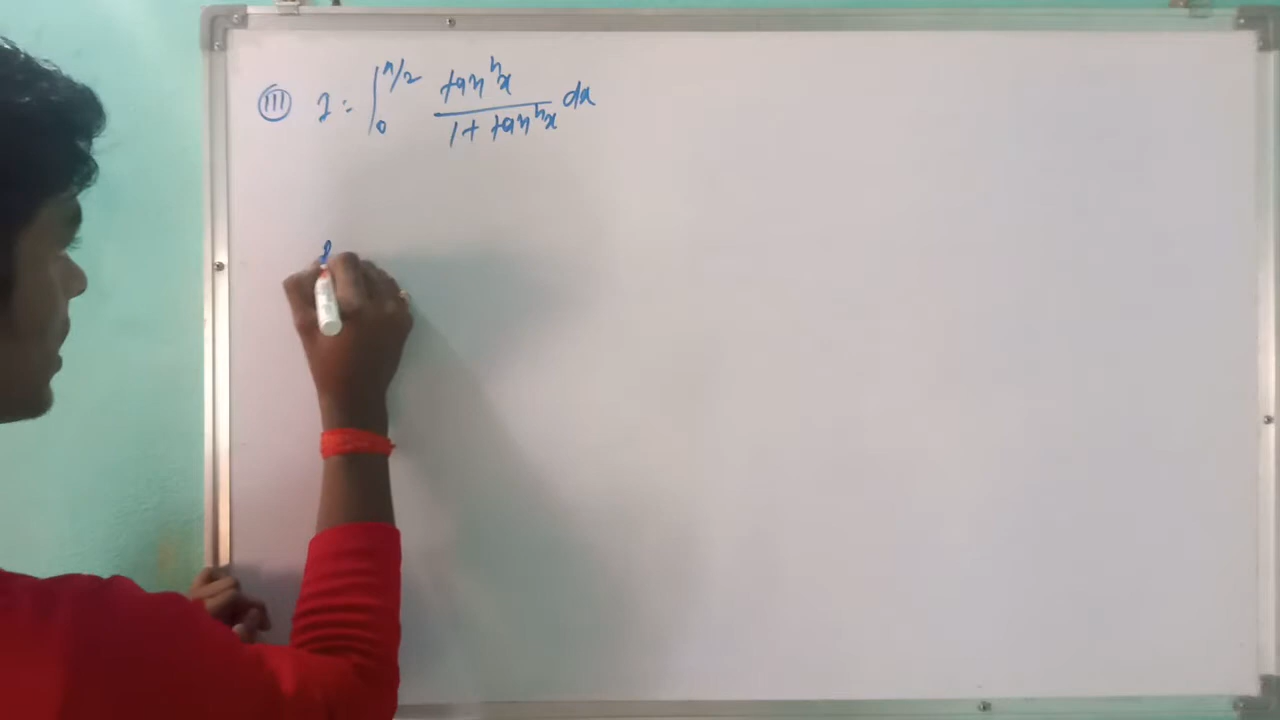 (III) I = ∫₀^(π/2) tanⁿx / (1 + tanⁿx) dx